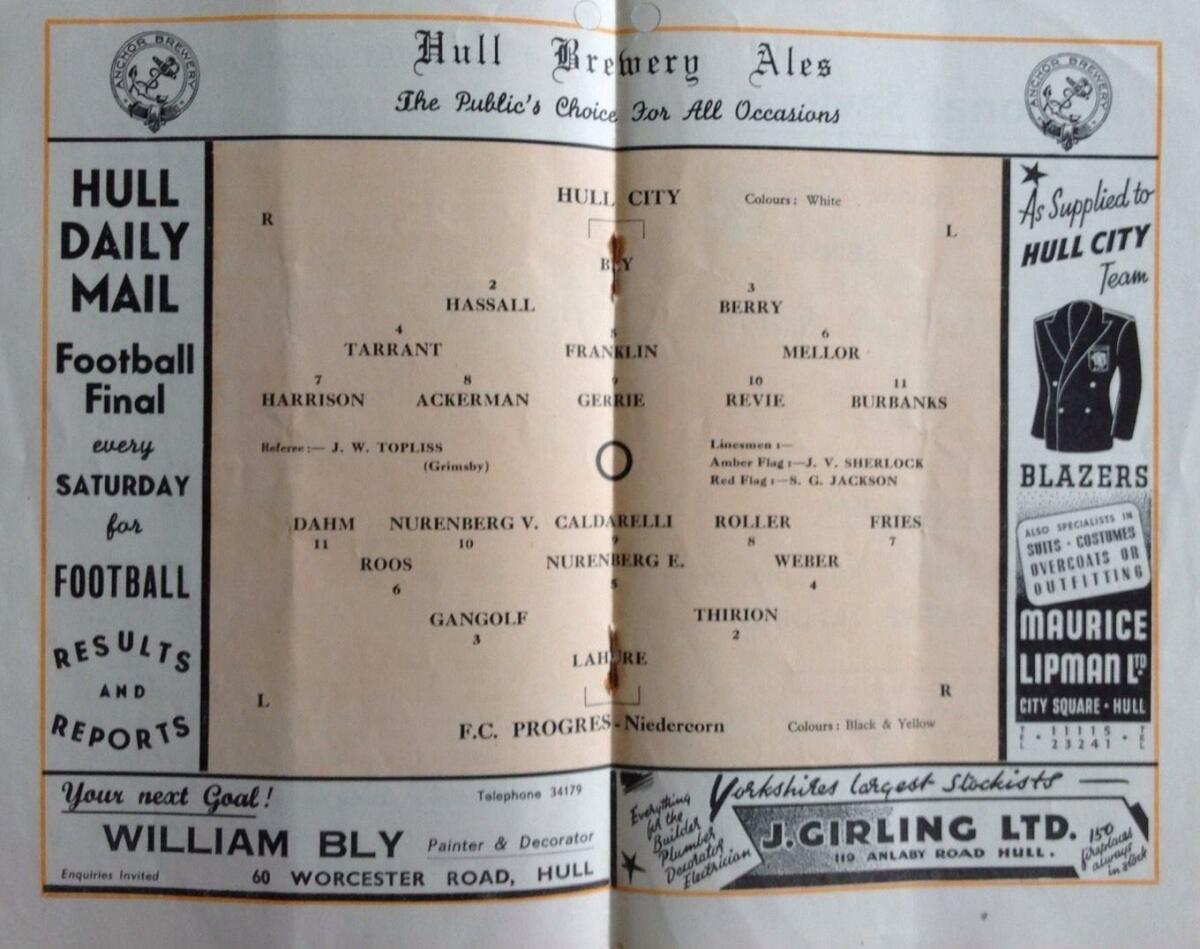 Hull Brewery Ales
The Public's Choice For All Occasions
ANCHOR BREWERY
ANCHOR BREWERY
HULL
DAILY
MAIL
Football
Final
every
SATURDAY
for
FOOTBALL
RESULTS
AND
REPORTS
HULL CITY Colours: White
R L
BLY
2 3
HASSALL BERRY
4 5 6
TARRANT FRANKLIN MELLOR
7 8 9 10 11
HARRISON ACKERMAN GERRIE REVIE BURBANKS
Referee:— J. W. TOPLISS
(Grimsby)
Linesmen:—
Amber Flag:—J. V. SHERLOCK
Red Flag:—S. G. JACKSON
DAHM NURENBERG V. CALDARELLI ROLLER FRIES
11 10 9 8 7
ROOS NURENBERG E. WEBER
6 5 4
GANGOLF THIRION
3 2
LAHURE
L R
F.C. PROGRES-Niedercorn Colours: Black & Yellow
As Supplied to
HULL CITY
Team
BLAZERS
ALSO SPECIALISTS IN
SUITS · COSTUMES
OVERCOATS OR
OUTFITTING
MAURICE
LIPMAN LTD.
CITY SQUARE · HULL
TEL · 11115 · TEL
23241
Your next Goal! Telephone 34179
WILLIAM BLY Painter & Decorator
Enquiries Invited 60 WORCESTER ROAD, HULL
Everything
for the
Builder
Plumber
Decorator
Electrician
Yorkshires largest Stockists
J. GIRLING LTD.
119 ANLABY ROAD HULL.
150
fireplaces
always
in stock